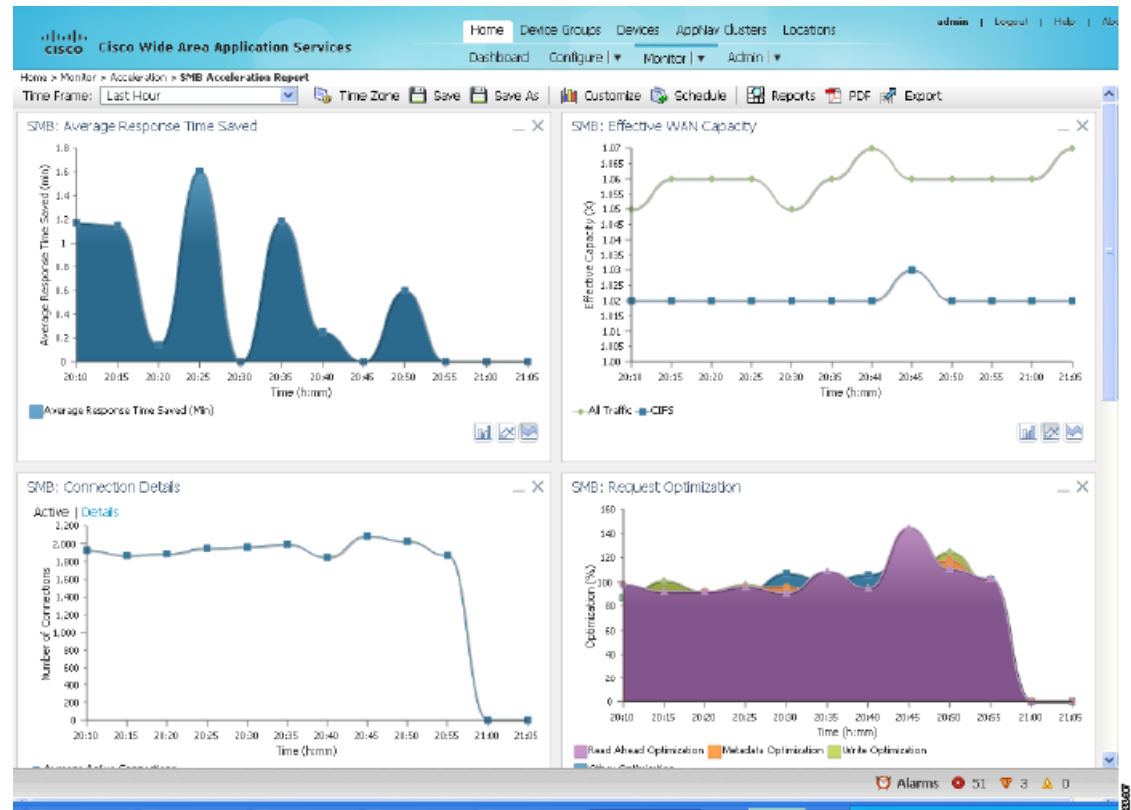 cisco Cisco Wide Area Application Services
Home Device Groups Devices AppNav Clusters Locations
admin | Logout | Help |
Dashboard Configure | Monitor | Admin |
Home > Monitor > Acceleration > SMB Acceleration Report
Time Frame: Last Hour Time Zone Save Save As Customize Schedule Reports PDF Export
SMB: Average Response Time Saved
Average Response Time Saved (min)
1.8
1.6
1.4
1.2
1
0.8
0.6
0.4
0.2
0
20:10 20:15 20:20 20:25 20:30 20:35 20:40 20:45 20:50 20:55 21:00 21:05
Time (h:mm)
Average Response Time Saved (Min)
SMB: Effective WAN Capacity
Effective Capacity (X)
1.07
1.065
1.06
1.055
1.05
1.045
1.04
1.035
1.03
1.025
1.02
1.015
1.01
1.005
1.00
20:10 20:15 20:20 20:25 20:30 20:35 20:40 20:45 20:50 20:55 21:00 21:05
Time (h:mm)
All Traffic CIFS
SMB: Connection Details
Active | Details
Number of Connections
2,200
2,000
1,800
1,600
1,400
1,200
1,000
800
600
400
200
0
20:10 20:15 20:20 20:25 20:30 20:35 20:40 20:45 20:50 20:55 21:00 21:05
Time (h:mm)
Average Active Connections
SMB: Request Optimization
Optimization (%)
160
140
120
100
80
60
40
20
0
20:10 20:15 20:20 20:25 20:30 20:35 20:40 20:45 20:50 20:55 21:00 21:05
Time (h:mm)
Read Ahead Optimization Metadata Optimization Write Optimization
Other Optimization
Alarms 51 3 0